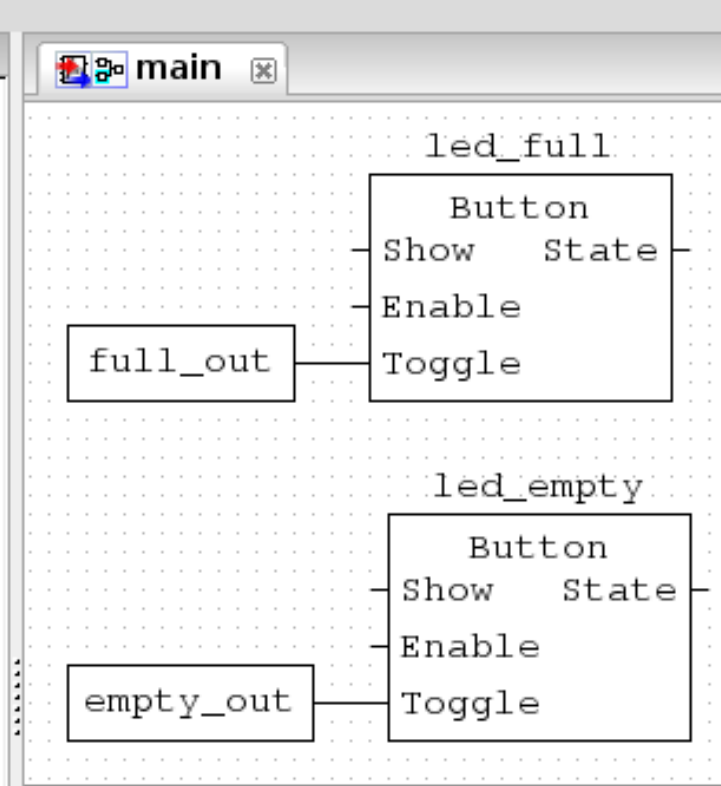 main
led_full
Button
Show State
Enable
full_out
Toggle
led_empty
Button
Show State
Enable
empty_out
Toggle